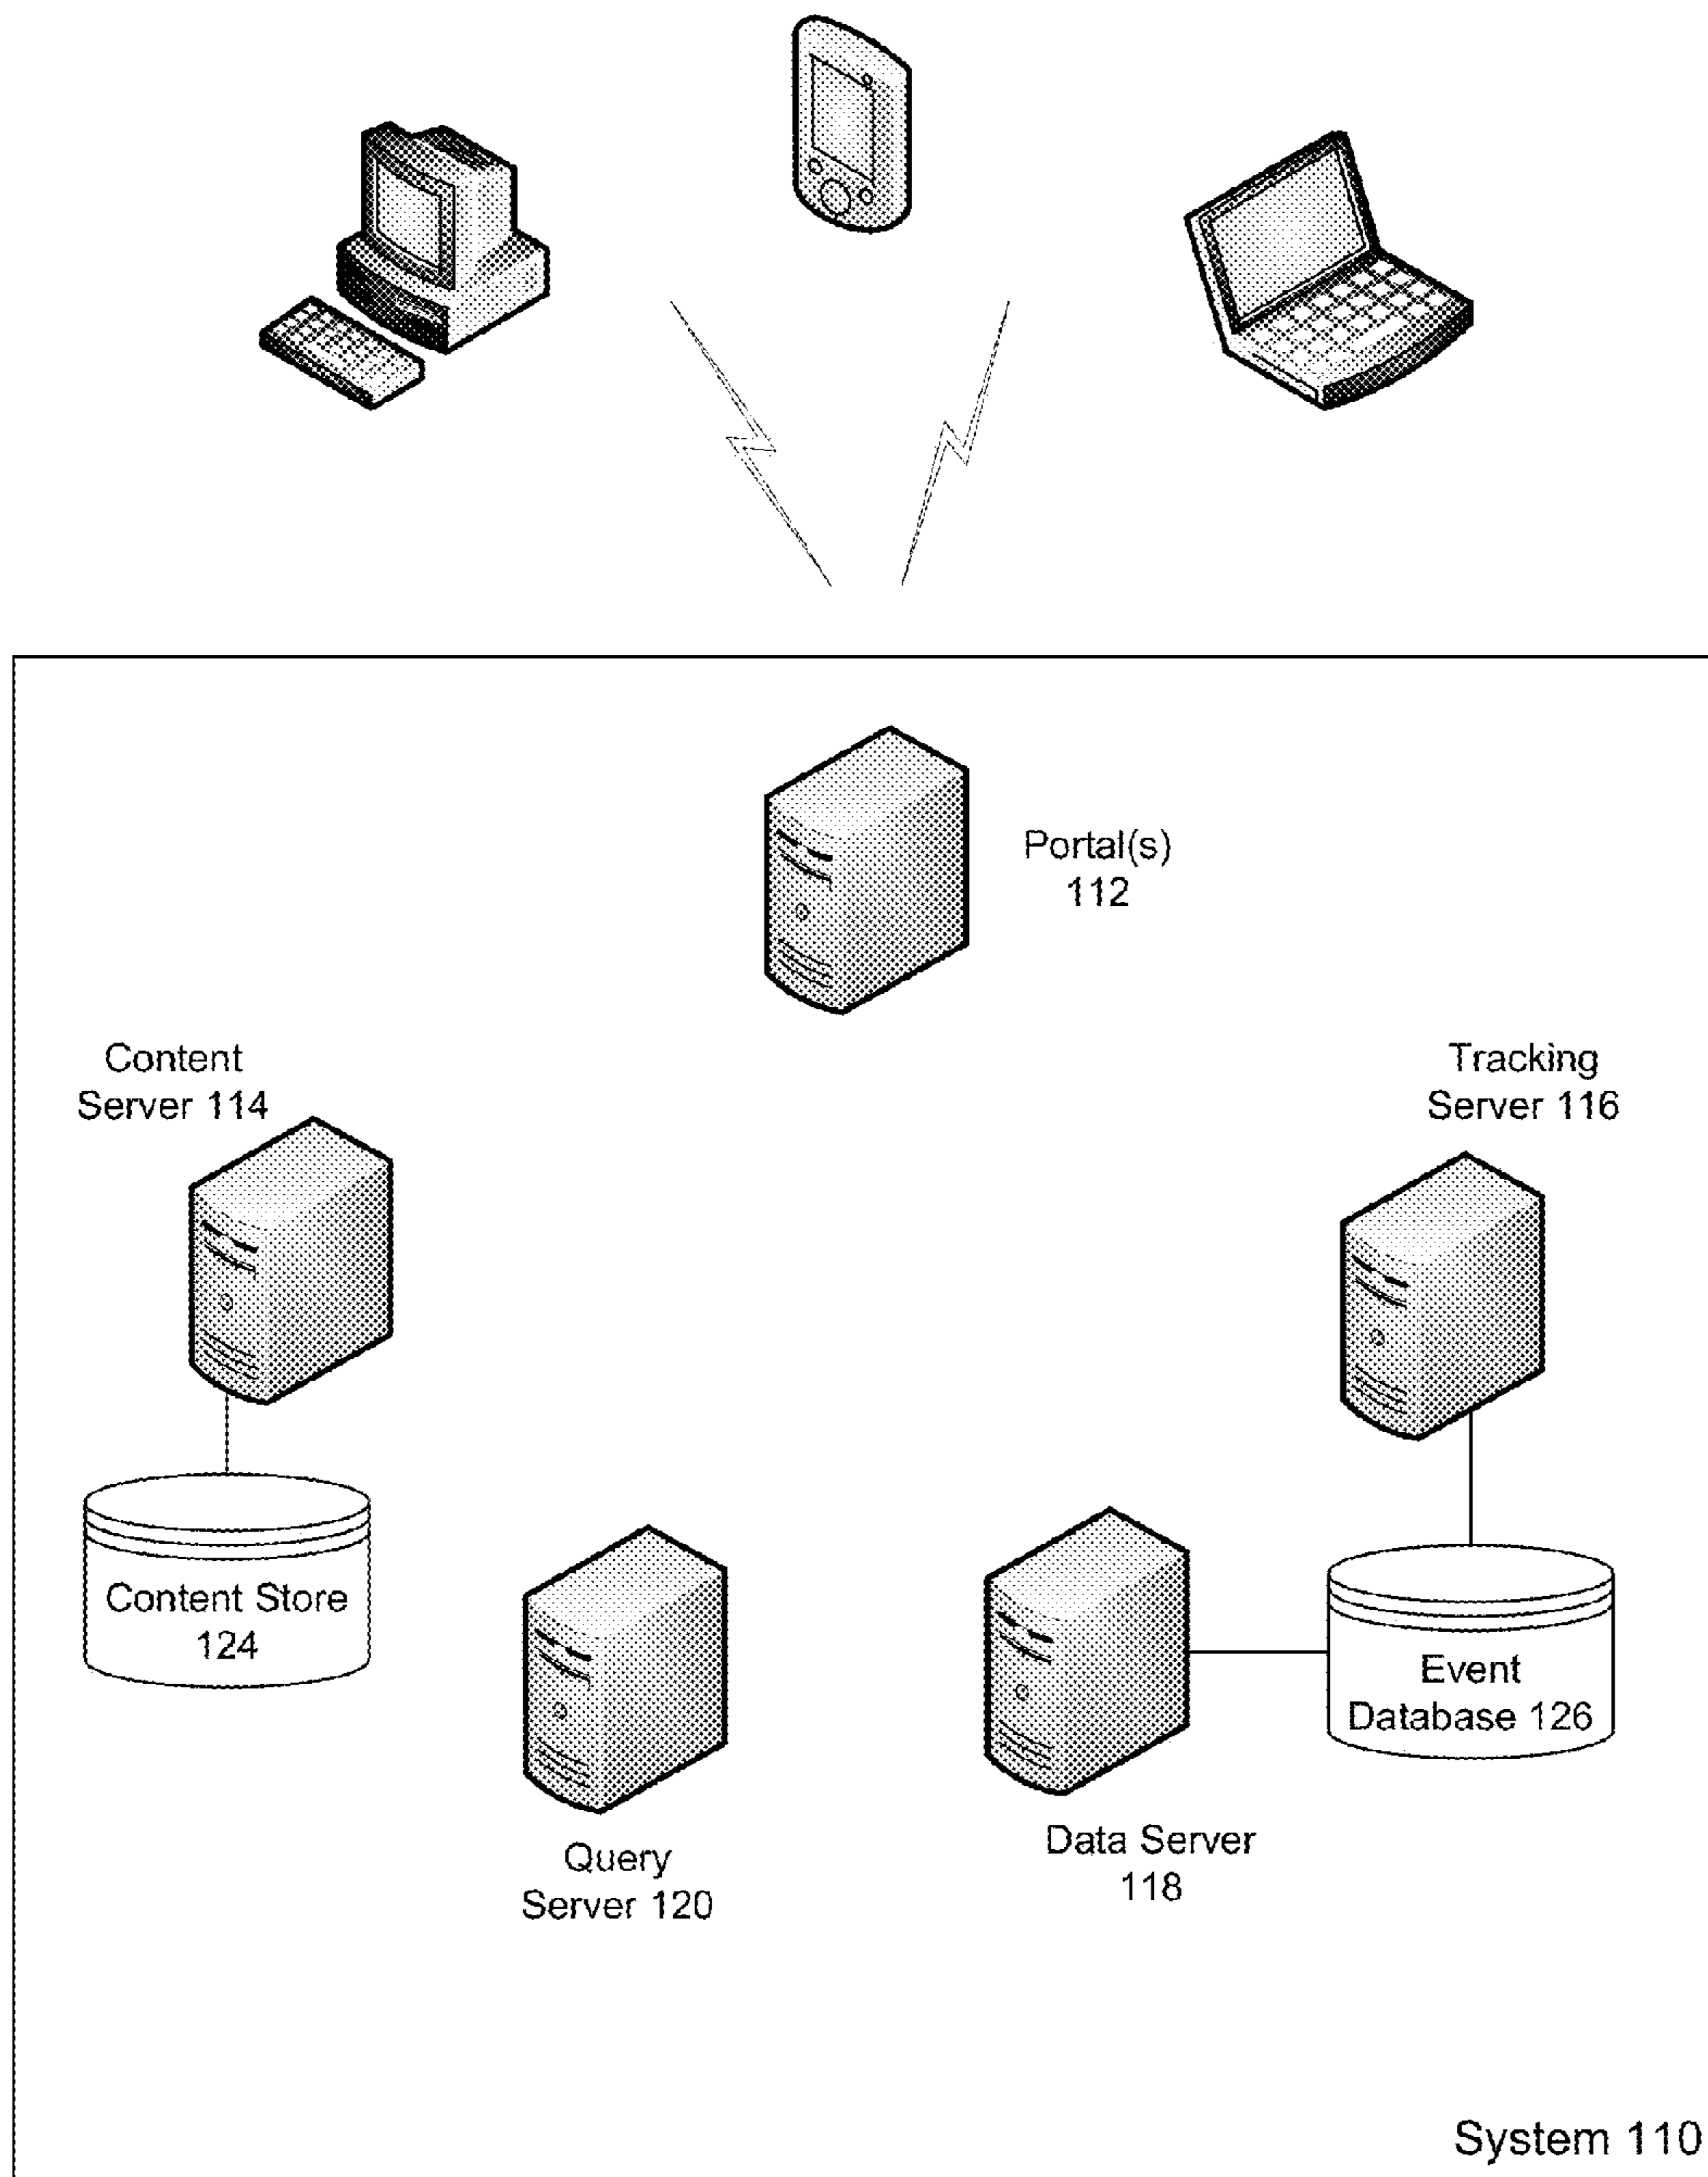 Portal(s)
112
Content
Server 114
Tracking
Server 116
Content Store
124
Event
Database 126
Query
Server 120
Data Server
118
System 110